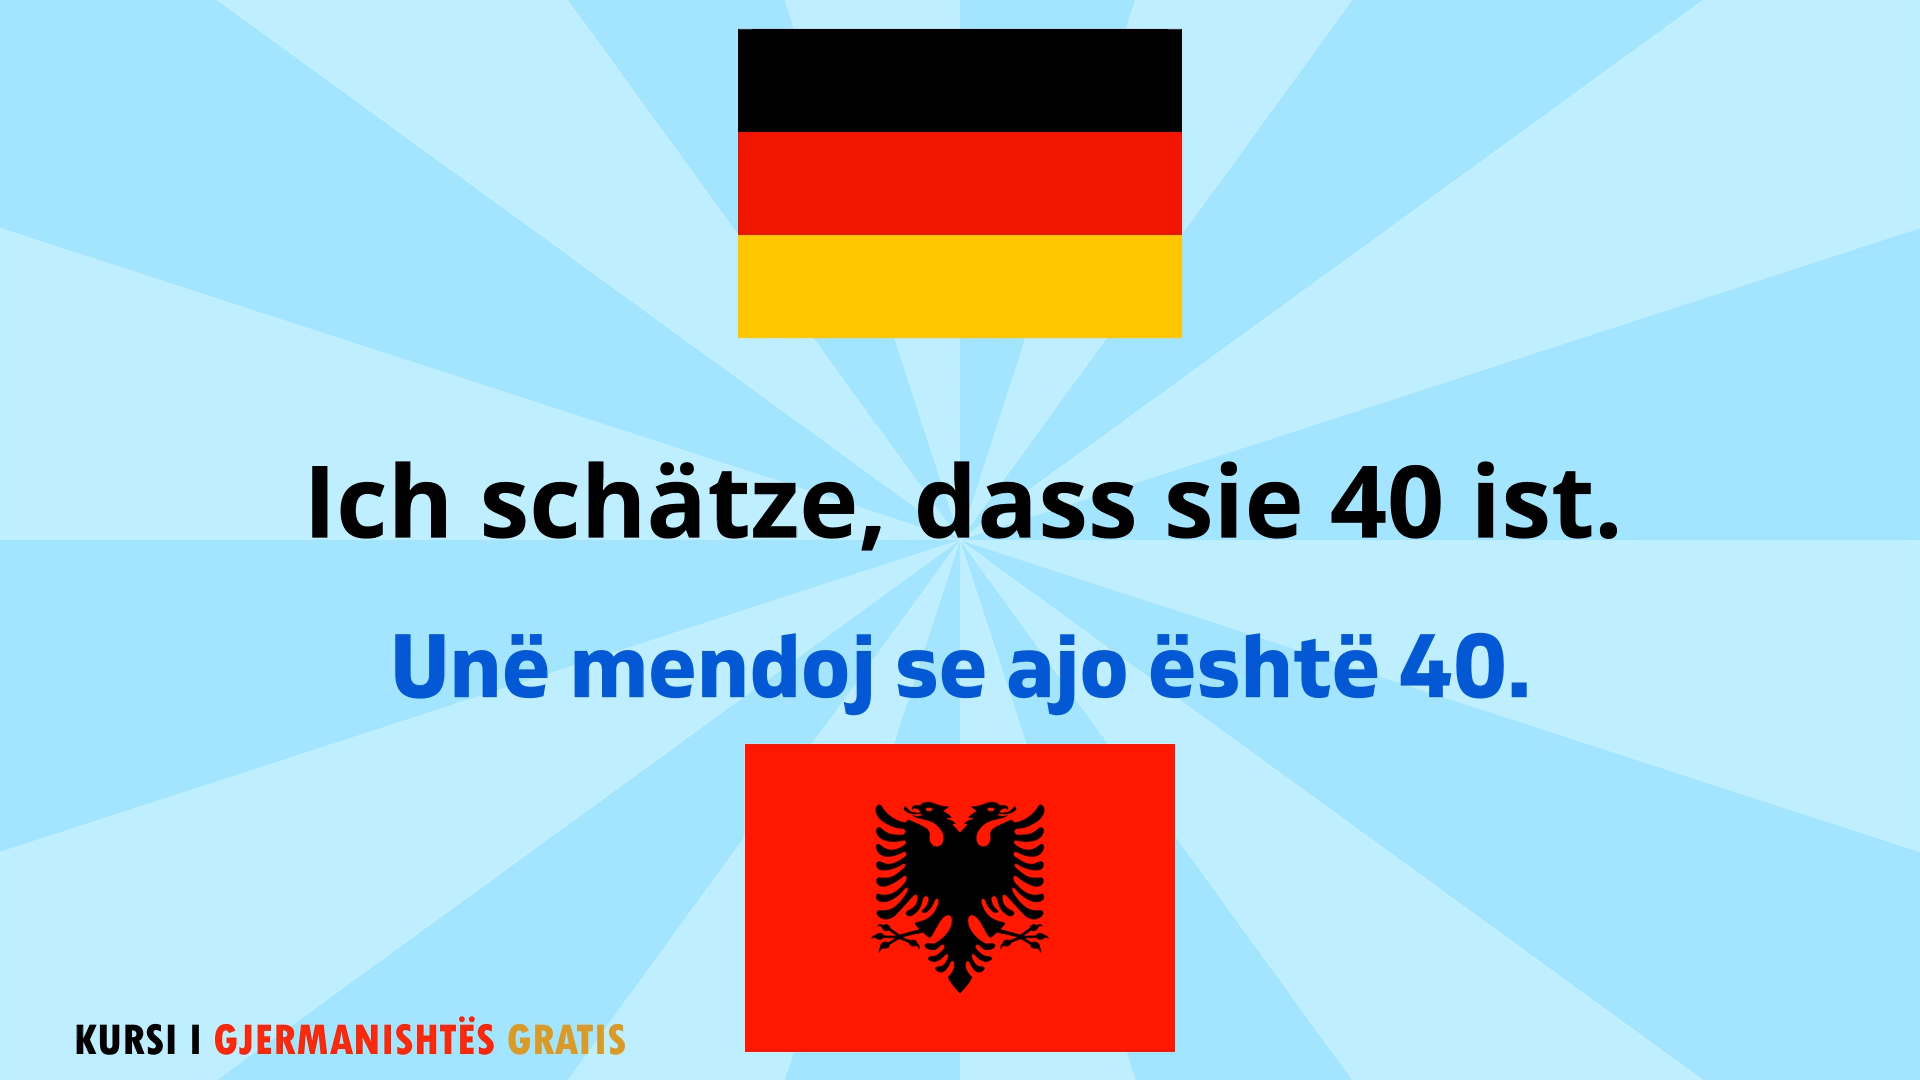 Ich schätze, dass sie 40 ist.
Unë mendoj se ajo është 40.
KURSI I GJERMANISHTËS GRATIS